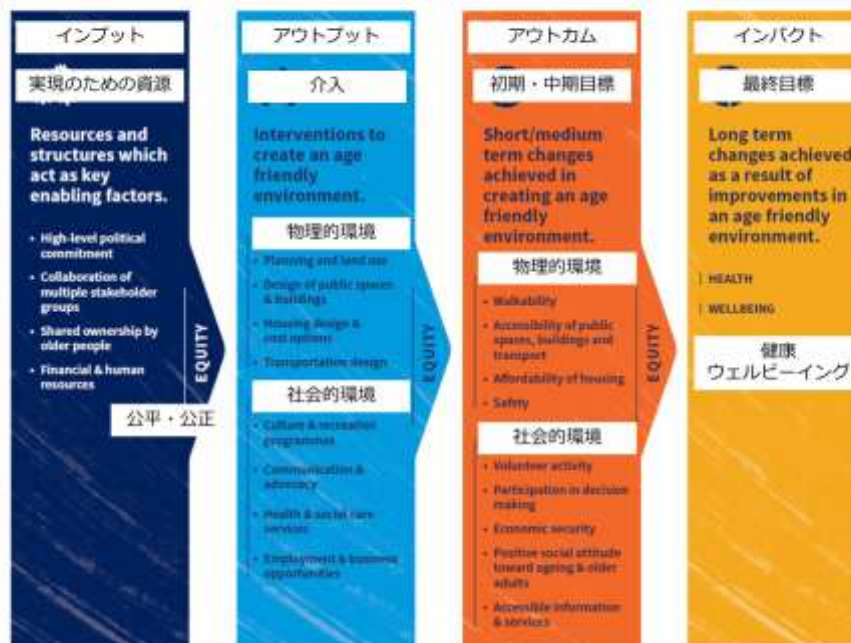 インプット
実現のための資源
Resources and
structures which
act as key
enabling factors.
• High-level political
commitment
• Collaboration of
multiple stakeholder
groups
• Shared ownership by
older people
• Financial & human
resources
EQUITY
公平・公正
アウトプット
介入
Interventions to
create an age
friendly
environment.
物理的環境
• Planning and land use
• Design of public spaces
& buildings
• Housing design &
cost options
• Transportation design
社会的環境
• Culture & recreation
programmes
• Communication &
advocacy
• Health & social care
services
• Employment & business
opportunities
EQUITY
アウトカム
初期・中期目標
Short/medium
term changes
achieved in
creating an age
friendly
environment.
物理的環境
• Walkability
• Accessibility of public
spaces, buildings and
transport
• Affordability of housing
• Safety
社会的環境
• Volunteer activity
• Participation in decision
making
• Economic security
• Positive social attitude
toward ageing & older
adults
• Accessible information
& services
EQUITY
インパクト
最終目標
Long term
changes achieved
as a result of
improvements in
an age friendly
environment.
HEALTH
WELLBEING
健康
ウェルビーイング